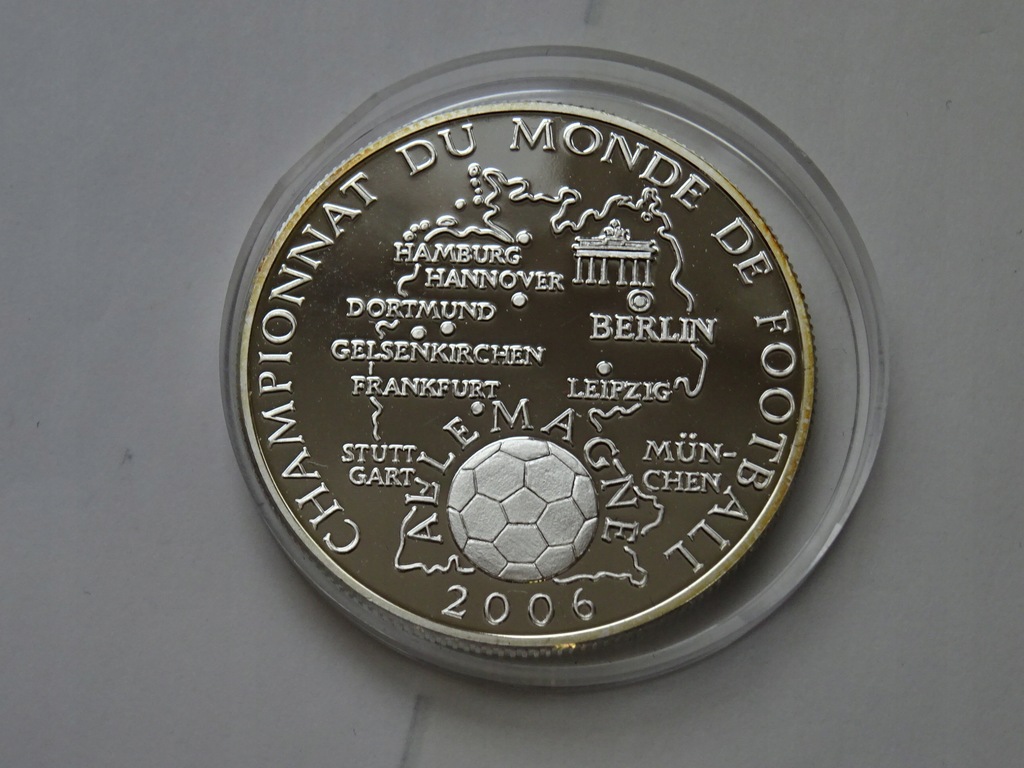 CHAMPIONNAT DU MONDE DE FOOTBALL
HAMBURG
HANNOVER
DORTMUND
BERLIN
GELSENKIRCHEN
FRANKFURT
LEIPZIG
ALLEMAGNE
STUTT
GART
MÜN-
CHEN
2006